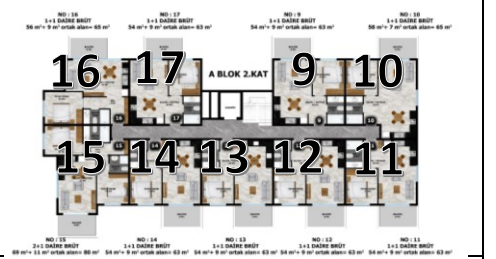 NO : 16
1+1 DAİRE BRÜT
56 m²+ 9 m² ortak alan= 65 m²
NO : 17
1+1 DAİRE BRÜT
54 m²+ 9 m² ortak alan= 63 m²
NO : 9
1+1 DAİRE BRÜT
54 m²+ 9 m² ortak alan= 63 m²
NO : 10
1+1 DAİRE BRÜT
58 m²+ 7 m² ortak alan= 65 m²
16
17
A BLOK 2.KAT
9
10
16
17
9
10
15
14
13
12
11
15
14
NO : 15
2+1 DAİRE BRÜT
69 m²+ 11 m² ortak alan= 80 m²
NO : 14
1+1 DAİRE BRÜT
54 m²+ 9 m² ortak alan= 63 m²
NO : 13
1+1 DAİRE BRÜT
54 m²+ 9 m² ortak alan= 63 m²
NO : 12
1+1 DAİRE BRÜT
54 m²+ 9 m² ortak alan= 63 m²
NO : 11
1+1 DAİRE BRÜT
54 m²+ 9 m² ortak alan= 63 m²